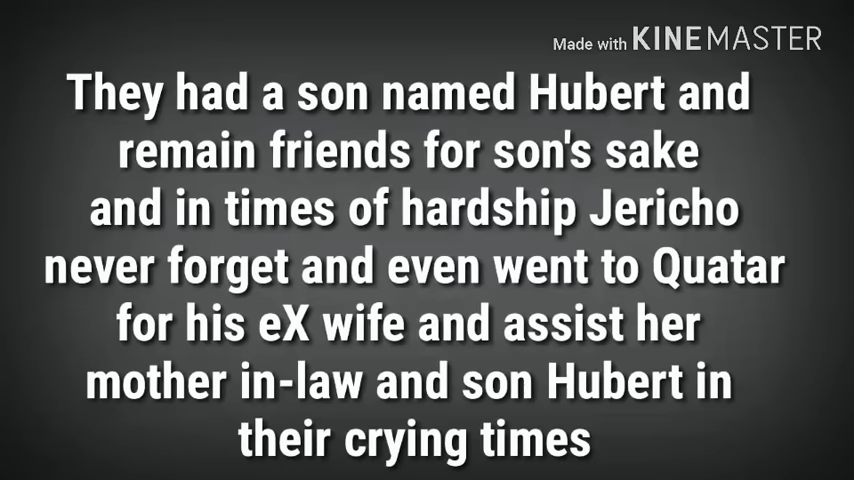 Made with KINEMASTER
They had a son named Hubert and
remain friends for son's sake
and in times of hardship Jericho
never forget and even went to Quatar
for his eX wife and assist her
mother in-law and son Hubert in
their crying times